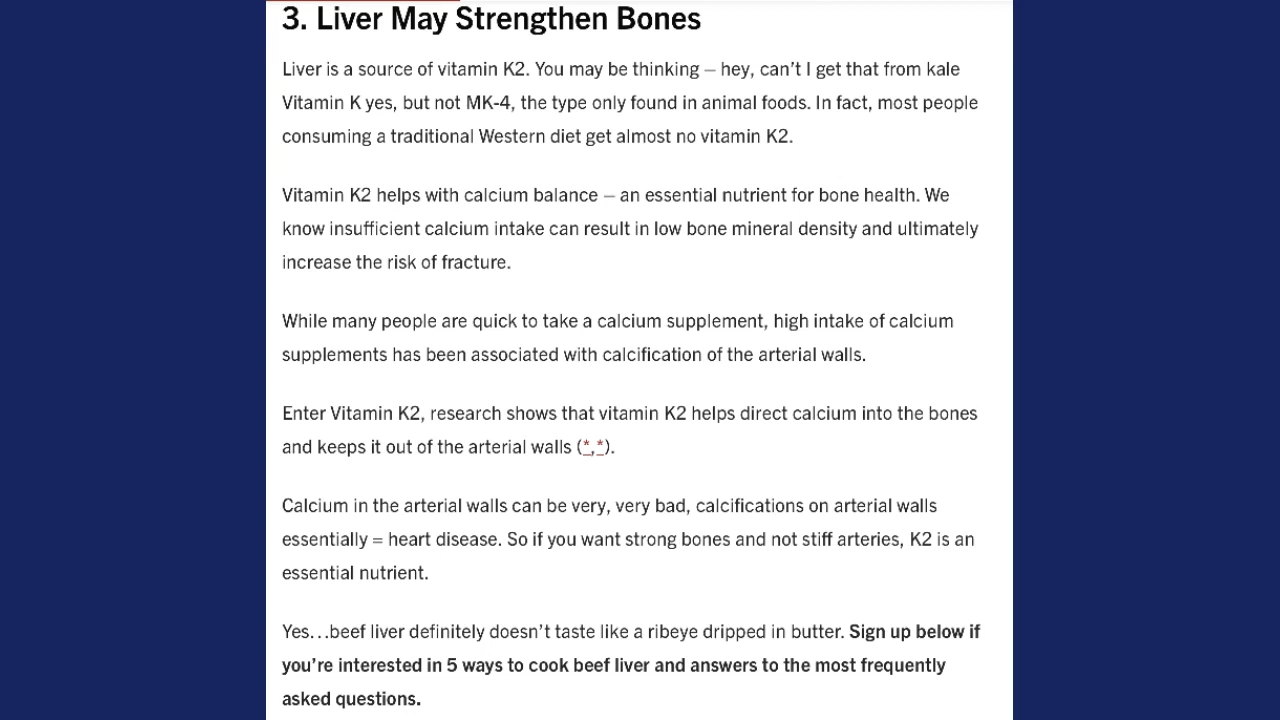 3. Liver May Strengthen Bones
Liver is a source of vitamin K2. You may be thinking – hey, can’t I get that from kale
Vitamin K yes, but not MK-4, the type only found in animal foods. In fact, most people
consuming a traditional Western diet get almost no vitamin K2.
Vitamin K2 helps with calcium balance – an essential nutrient for bone health. We
know insufficient calcium intake can result in low bone mineral density and ultimately
increase the risk of fracture.
While many people are quick to take a calcium supplement, high intake of calcium
supplements has been associated with calcification of the arterial walls.
Enter Vitamin K2, research shows that vitamin K2 helps direct calcium into the bones
and keeps it out of the arterial walls (*,*).
Calcium in the arterial walls can be very, very bad, calcifications on arterial walls
essentially = heart disease. So if you want strong bones and not stiff arteries, K2 is an
essential nutrient.
Yes…beef liver definitely doesn’t taste like a ribeye dripped in butter. Sign up below if
you’re interested in 5 ways to cook beef liver and answers to the most frequently
asked questions.